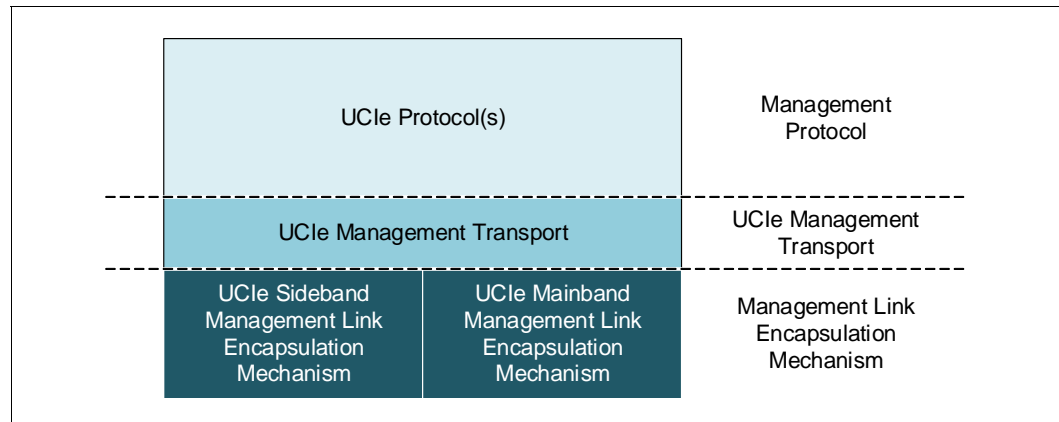 UCIe Protocol(s)
Management
Protocol
UCIe Management Transport
UCIe Management
Transport
UCIe Sideband
Management Link
Encapsulation
Mechanism
UCIe Mainband
Management Link
Encapsulation
Mechanism
Management Link
Encapsulation
Mechanism